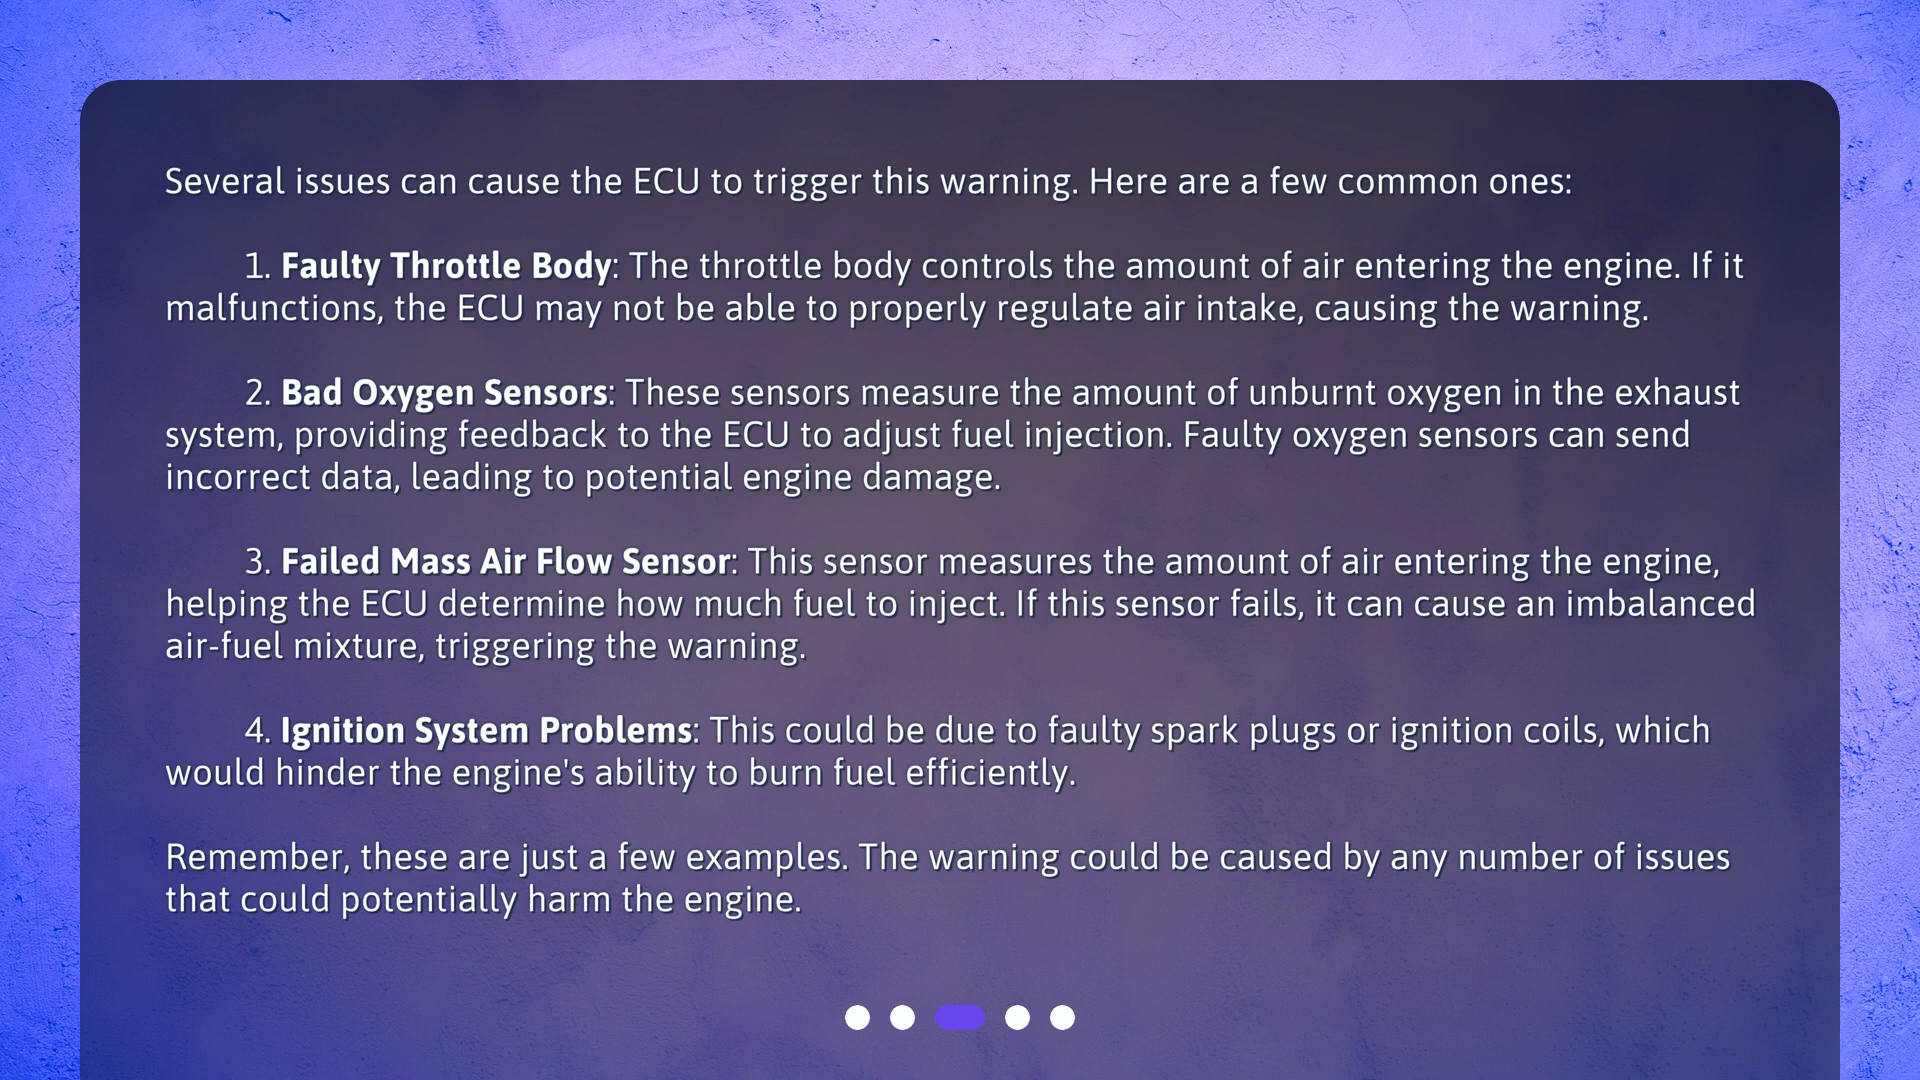 Several issues can cause the ECU to trigger this warning. Here are a few common ones:
1. Faulty Throttle Body: The throttle body controls the amount of air entering the engine. If it
malfunctions, the ECU may not be able to properly regulate air intake, causing the warning.
2. Bad Oxygen Sensors: These sensors measure the amount of unburnt oxygen in the exhaust
system, providing feedback to the ECU to adjust fuel injection. Faulty oxygen sensors can send
incorrect data, leading to potential engine damage.
3. Failed Mass Air Flow Sensor: This sensor measures the amount of air entering the engine,
helping the ECU determine how much fuel to inject. If this sensor fails, it can cause an imbalanced
air-fuel mixture, triggering the warning.
4. Ignition System Problems: This could be due to faulty spark plugs or ignition coils, which
would hinder the engine's ability to burn fuel efficiently.
Remember, these are just a few examples. The warning could be caused by any number of issues
that could potentially harm the engine.